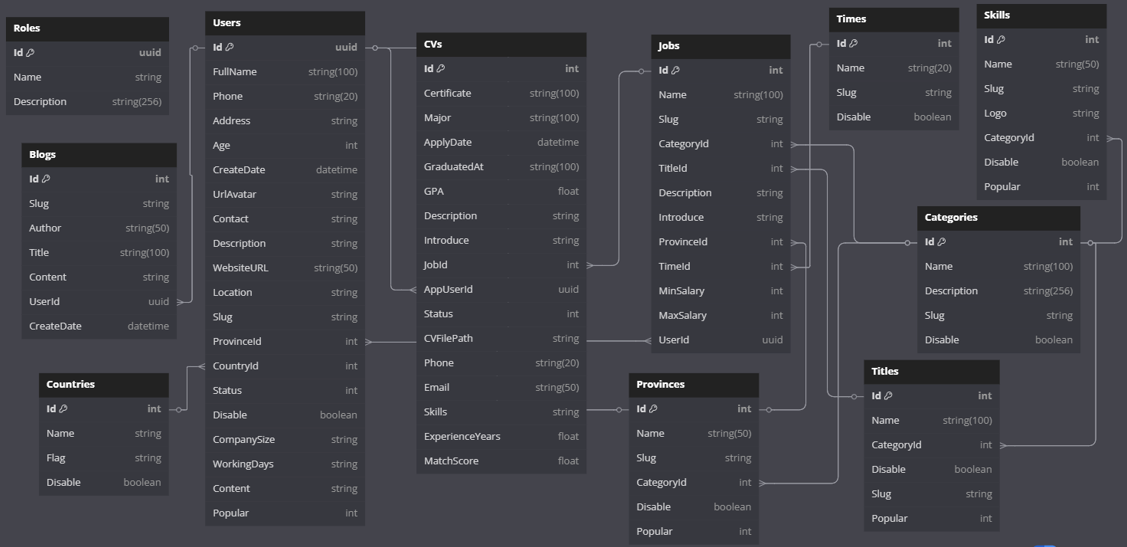 Roles
Id uuid
Name string
Description string(256)
Blogs
Id int
Slug string
Author string(50)
Title string(100)
Content string
UserId uuid
CreateDate datetime
Countries
Id int
Name string
Flag string
Disable boolean
Users
Id uuid
FullName string(100)
Phone string(20)
Address string
Age int
CreateDate datetime
UrlAvatar string
Contact string
Description string
WebsiteURL string(50)
Location string
Slug string
ProvinceId int
CountryId int
Status int
Disable boolean
CompanySize string
WorkingDays string
Content string
Popular int
CVs
Id int
Certificate string(100)
Major string(100)
ApplyDate datetime
GraduatedAt string(100)
GPA float
Description string
Introduce string
JobId int
AppUserId uuid
Status int
CVFilePath string
Phone string(20)
Email string(50)
Skills string
ExperienceYears float
MatchScore float
Jobs
Id int
Name string(100)
Slug string
CategoryId int
TitleId int
Description string
Introduce string
ProvinceId int
TimeId int
MinSalary int
MaxSalary int
UserId uuid
Provinces
Id int
Name string(50)
Slug string
CategoryId int
Disable boolean
Popular int
Times
Id int
Name string(20)
Slug string
Disable boolean
Skills
Id int
Name string(50)
Slug string
Logo string
CategoryId int
Disable boolean
Popular int
Categories
Id int
Name string(100)
Description string(256)
Slug string
Disable boolean
Titles
Id int
Name string(100)
CategoryId int
Disable boolean
Slug string
Popular int